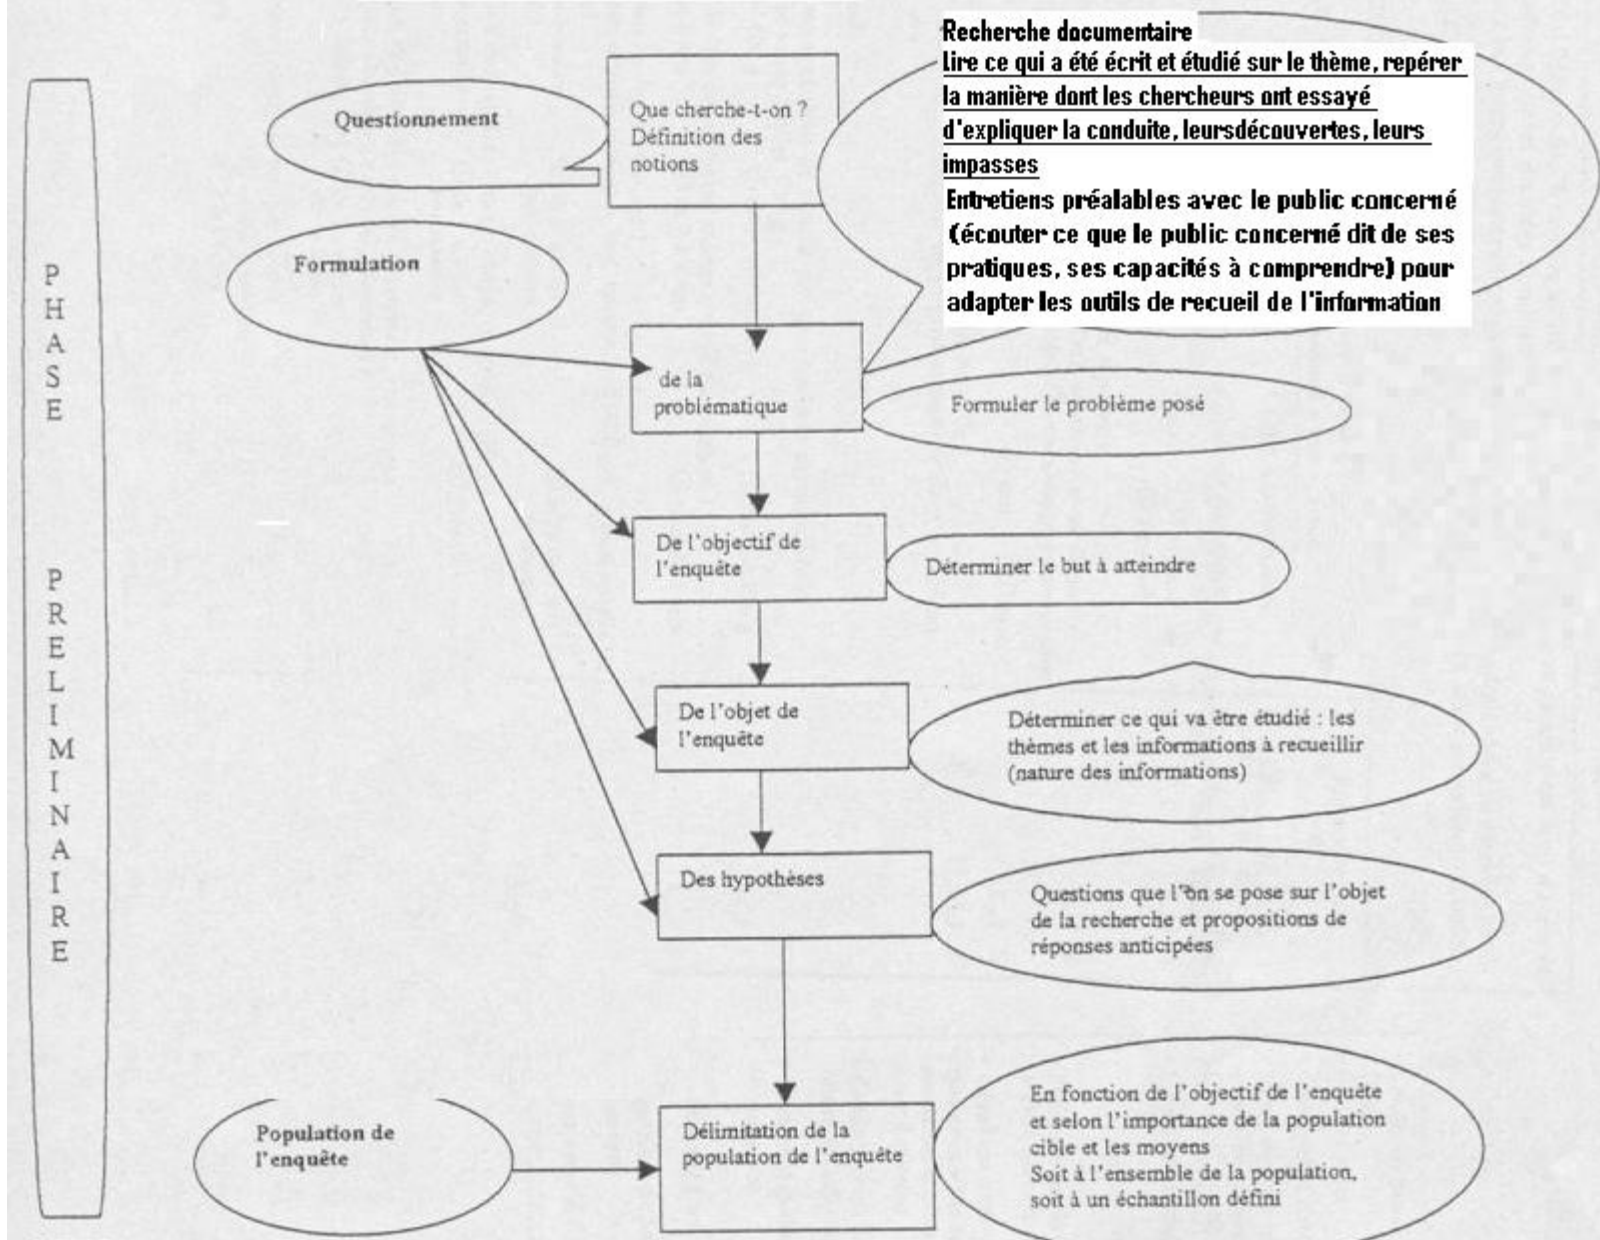 Recherche documentaire
Lire ce qui a été écrit et étudié sur le thème, repérer
la manière dont les chercheurs ont essayé
d'expliquer la conduite, leursdécouvertes, leurs
impasses
Entretiens préalables avec le public concerné
(écouter ce que le public concerné dit de ses
pratiques, ses capacités à comprendre) pour
adapter les outils de recueil de l'information
Questionnement
Que cherche-t-on ?
Définition des
notions
Formulation
de la
problématique
Formuler le problème posé
De l'objectif de
l'enquête
Déterminer le but à atteindre
De l'objet de
l'enquête
Déterminer ce qui va être étudié : les
thèmes et les informations à recueillir
(nature des informations)
Des hypothèses
Questions que l'on se pose sur l'objet
de la recherche et propositions de
réponses anticipées
Population de
l'enquête
Délimitation de la
population de l'enquête
En fonction de l'objectif de l'enquête
et selon l'importance de la population
cible et les moyens
Soit à l'ensemble de la population,
soit à un échantillon défini
PHASE
PRELIMINAIRE